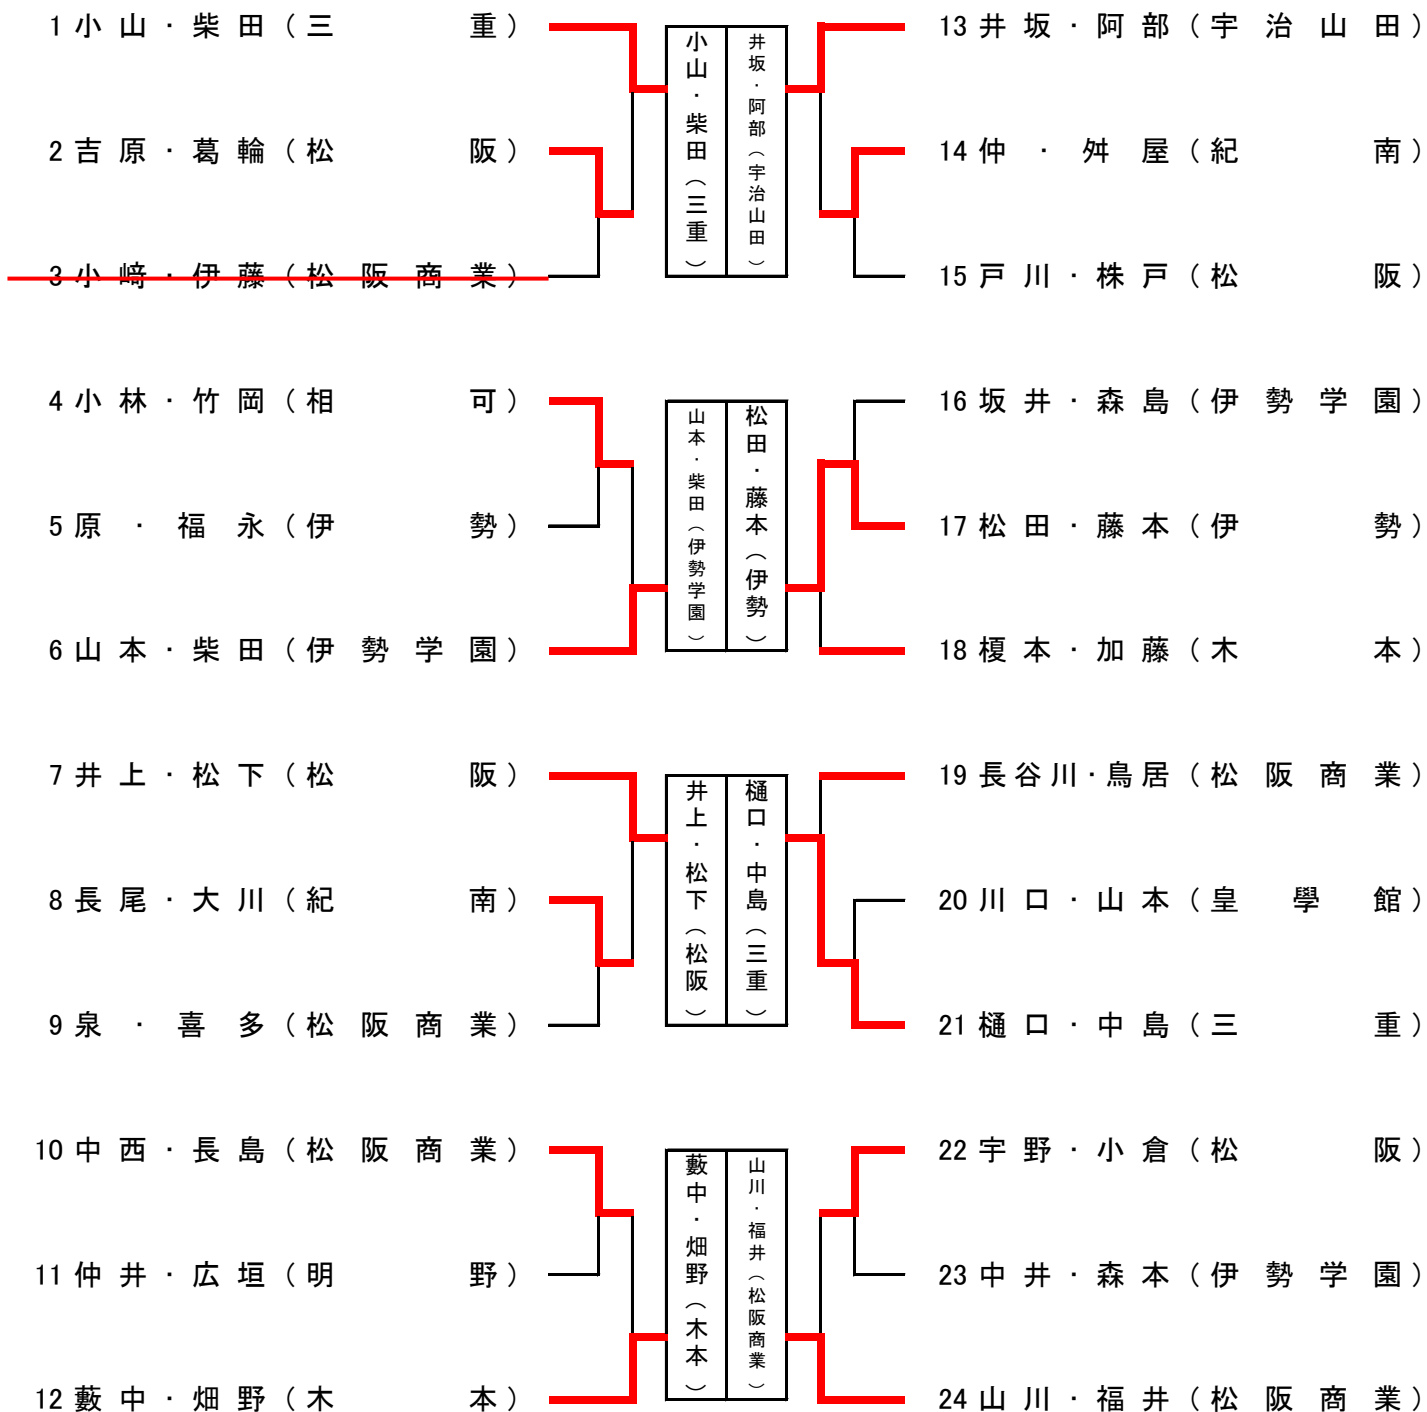 1 小山・柴田（三重）
2 吉原・葛輪（松阪）
3 小﨑・伊藤（松阪商業）
4 小林・竹岡（相可）
5 原・福永（伊勢）
6 山本・柴田（伊勢学園）
7 井上・松下（松阪）
8 長尾・大川（紀南）
9 泉・喜多（松阪商業）
10 中西・長島（松阪商業）
11 仲井・広垣（明野）
12 藪中・畑野（木本）
小山・柴田（三重）
井坂・阿部（宇治山田）
山本・柴田（伊勢学園）
松田・藤本（伊勢）
井上・松下（松阪）
樋口・中島（三重）
藪中・畑野（木本）
山川・福井（松阪商業）
13 井坂・阿部（宇治山田）
14 仲・舛屋（紀南）
15 戸川・株戸（松阪）
16 坂井・森島（伊勢学園）
17 松田・藤本（伊勢）
18 榎本・加藤（木本）
19 長谷川・鳥居（松阪商業）
20 川口・山本（皇學館）
21 樋口・中島（三重）
22 宇野・小倉（松阪）
23 中井・森本（伊勢学園）
24 山川・福井（松阪商業）